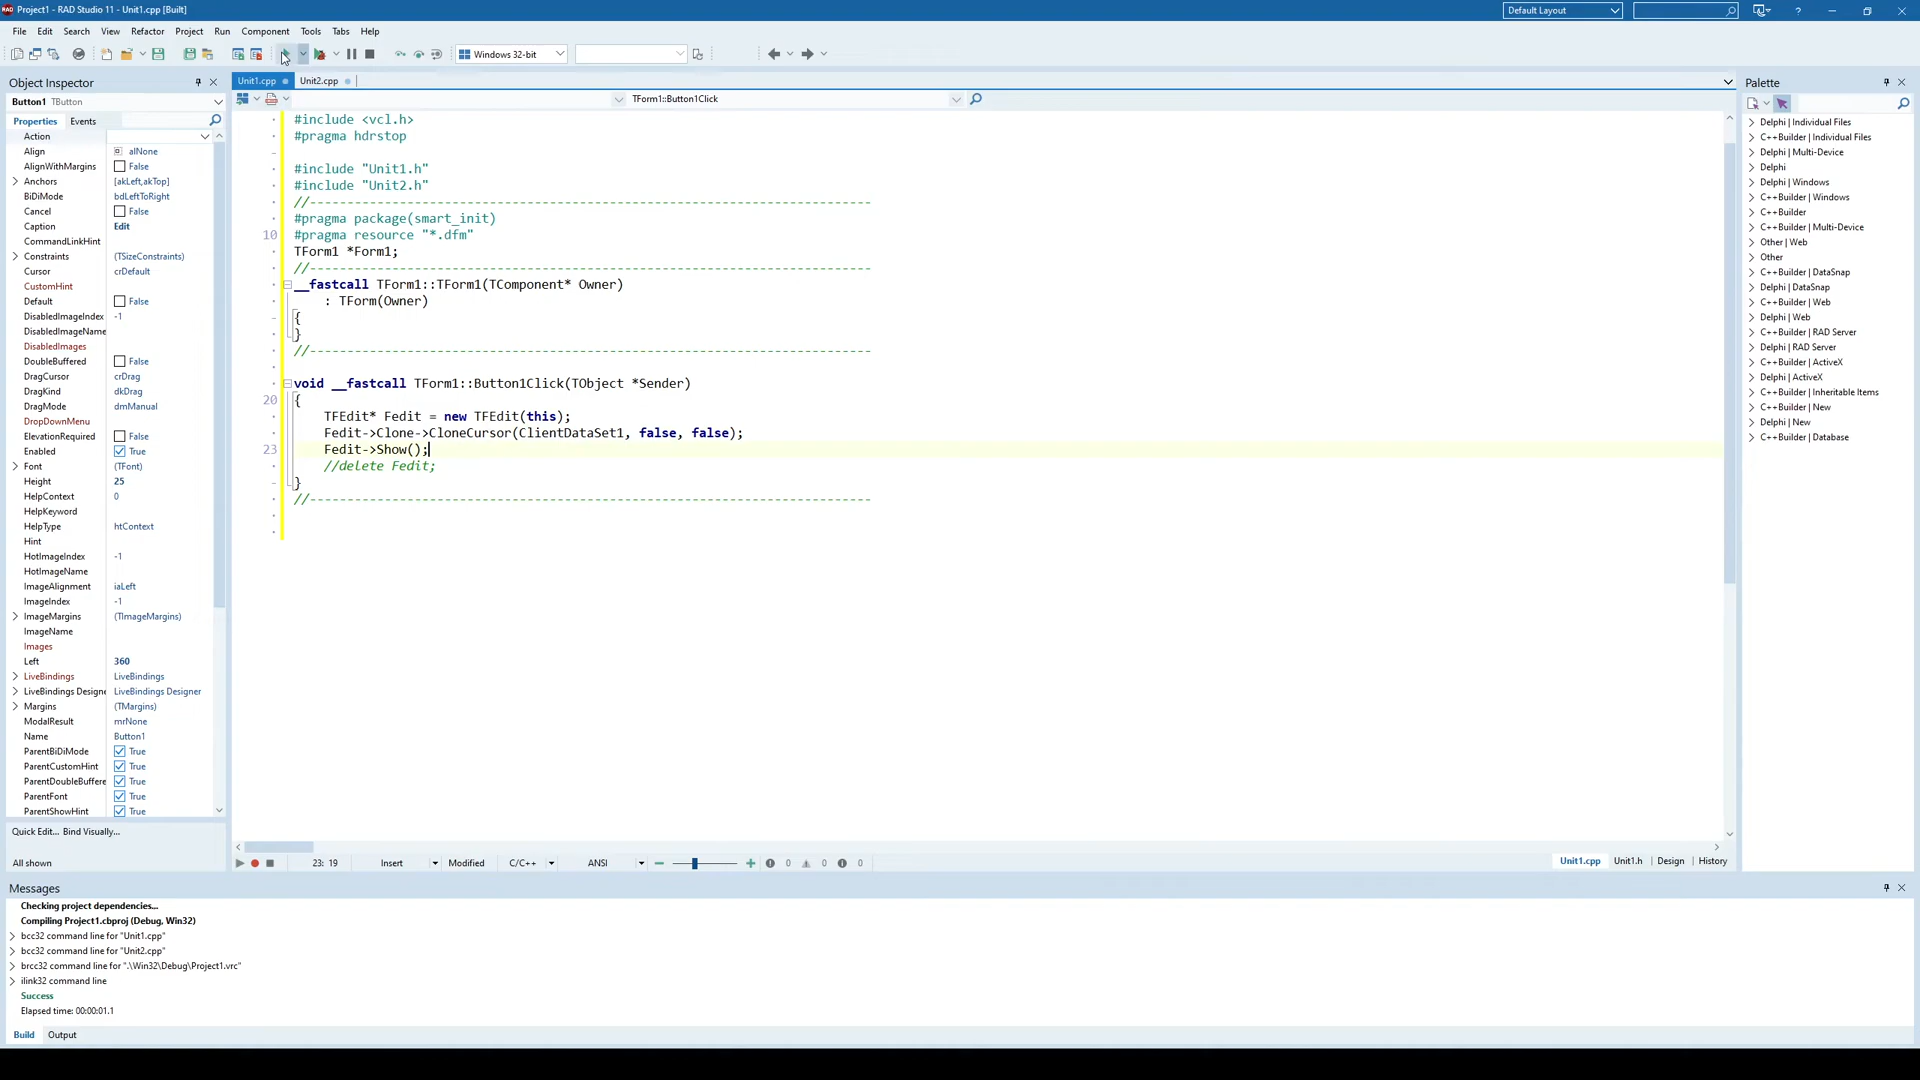 Project1 - RAD Studio 11 - Unit1.cpp [Built]
Default Layout
File Edit Search View Refactor Project Run Component Tools Tabs Help
Windows 32-bit
Object Inspector
Button1 TButton
Properties Events
Action
Align alNone
AlignWithMargins False
Anchors [akLeft,akTop]
BiDiMode bdLeftToRight
Cancel False
Caption Edit
CommandLinkHint
Constraints (TSizeConstraints)
Cursor crDefault
CustomHint
Default False
DisabledImageIndex -1
DisabledImageName
DisabledImages
DoubleBuffered False
DragCursor crDrag
DragKind dkDrag
DragMode dmManual
DropDownMenu
ElevationRequired False
Enabled True
Font (TFont)
Height 25
HelpContext 0
HelpKeyword
HelpType htContext
Hint
HotImageIndex -1
HotImageName
ImageAlignment iaLeft
ImageIndex -1
ImageMargins (TImageMargins)
ImageName
Images
Left 360
LiveBindings LiveBindings
LiveBindings Designe LiveBindings Designer
Margins (TMargins)
ModalResult mrNone
Name Button1
ParentBiDiMode True
ParentCustomHint True
ParentDoubleBuffere True
ParentFont True
ParentShowHint True
Quick Edit... Bind Visually...
All shown
Unit1.cpp Unit2.cpp
TForm1::Button1Click
#include <vcl.h>
#pragma hdrstop
#include "Unit1.h"
#include "Unit2.h"
//---------------------------------------------------------------------------
#pragma package(smart_init)
10 #pragma resource "*.dfm"
TForm1 *Form1;
//---------------------------------------------------------------------------
__fastcall TForm1::TForm1(TComponent* Owner)
: TForm(Owner)
{
}
//---------------------------------------------------------------------------
void __fastcall TForm1::Button1Click(TObject *Sender)
20 {
TFEdit* Fedit = new TFEdit(this);
Fedit->Clone->CloneCursor(ClientDataSet1, false, false);
23 Fedit->Show();
//delete Fedit;
}
//---------------------------------------------------------------------------
23: 19 Insert Modified C/C++ ANSI 0 0 0
Unit1.cpp Unit1.h Design History
Palette
Delphi | Individual Files
C++Builder | Individual Files
Delphi | Multi-Device
Delphi
Delphi | Windows
C++Builder | Windows
C++Builder
C++Builder | Multi-Device
Other | Web
Other
C++Builder | DataSnap
Delphi | DataSnap
C++Builder | Web
Delphi | Web
C++Builder | RAD Server
Delphi | RAD Server
C++Builder | ActiveX
Delphi | ActiveX
C++Builder | Inheritable Items
C++Builder | New
Delphi | New
C++Builder | Database
Messages
Checking project dependencies...
Compiling Project1.cbproj (Debug, Win32)
bcc32 command line for "Unit1.cpp"
bcc32 command line for "Unit2.cpp"
brcc32 command line for ".\Win32\Debug\Project1.vrc"
ilink32 command line
Success
Elapsed time: 00:00:01.1
Build Output